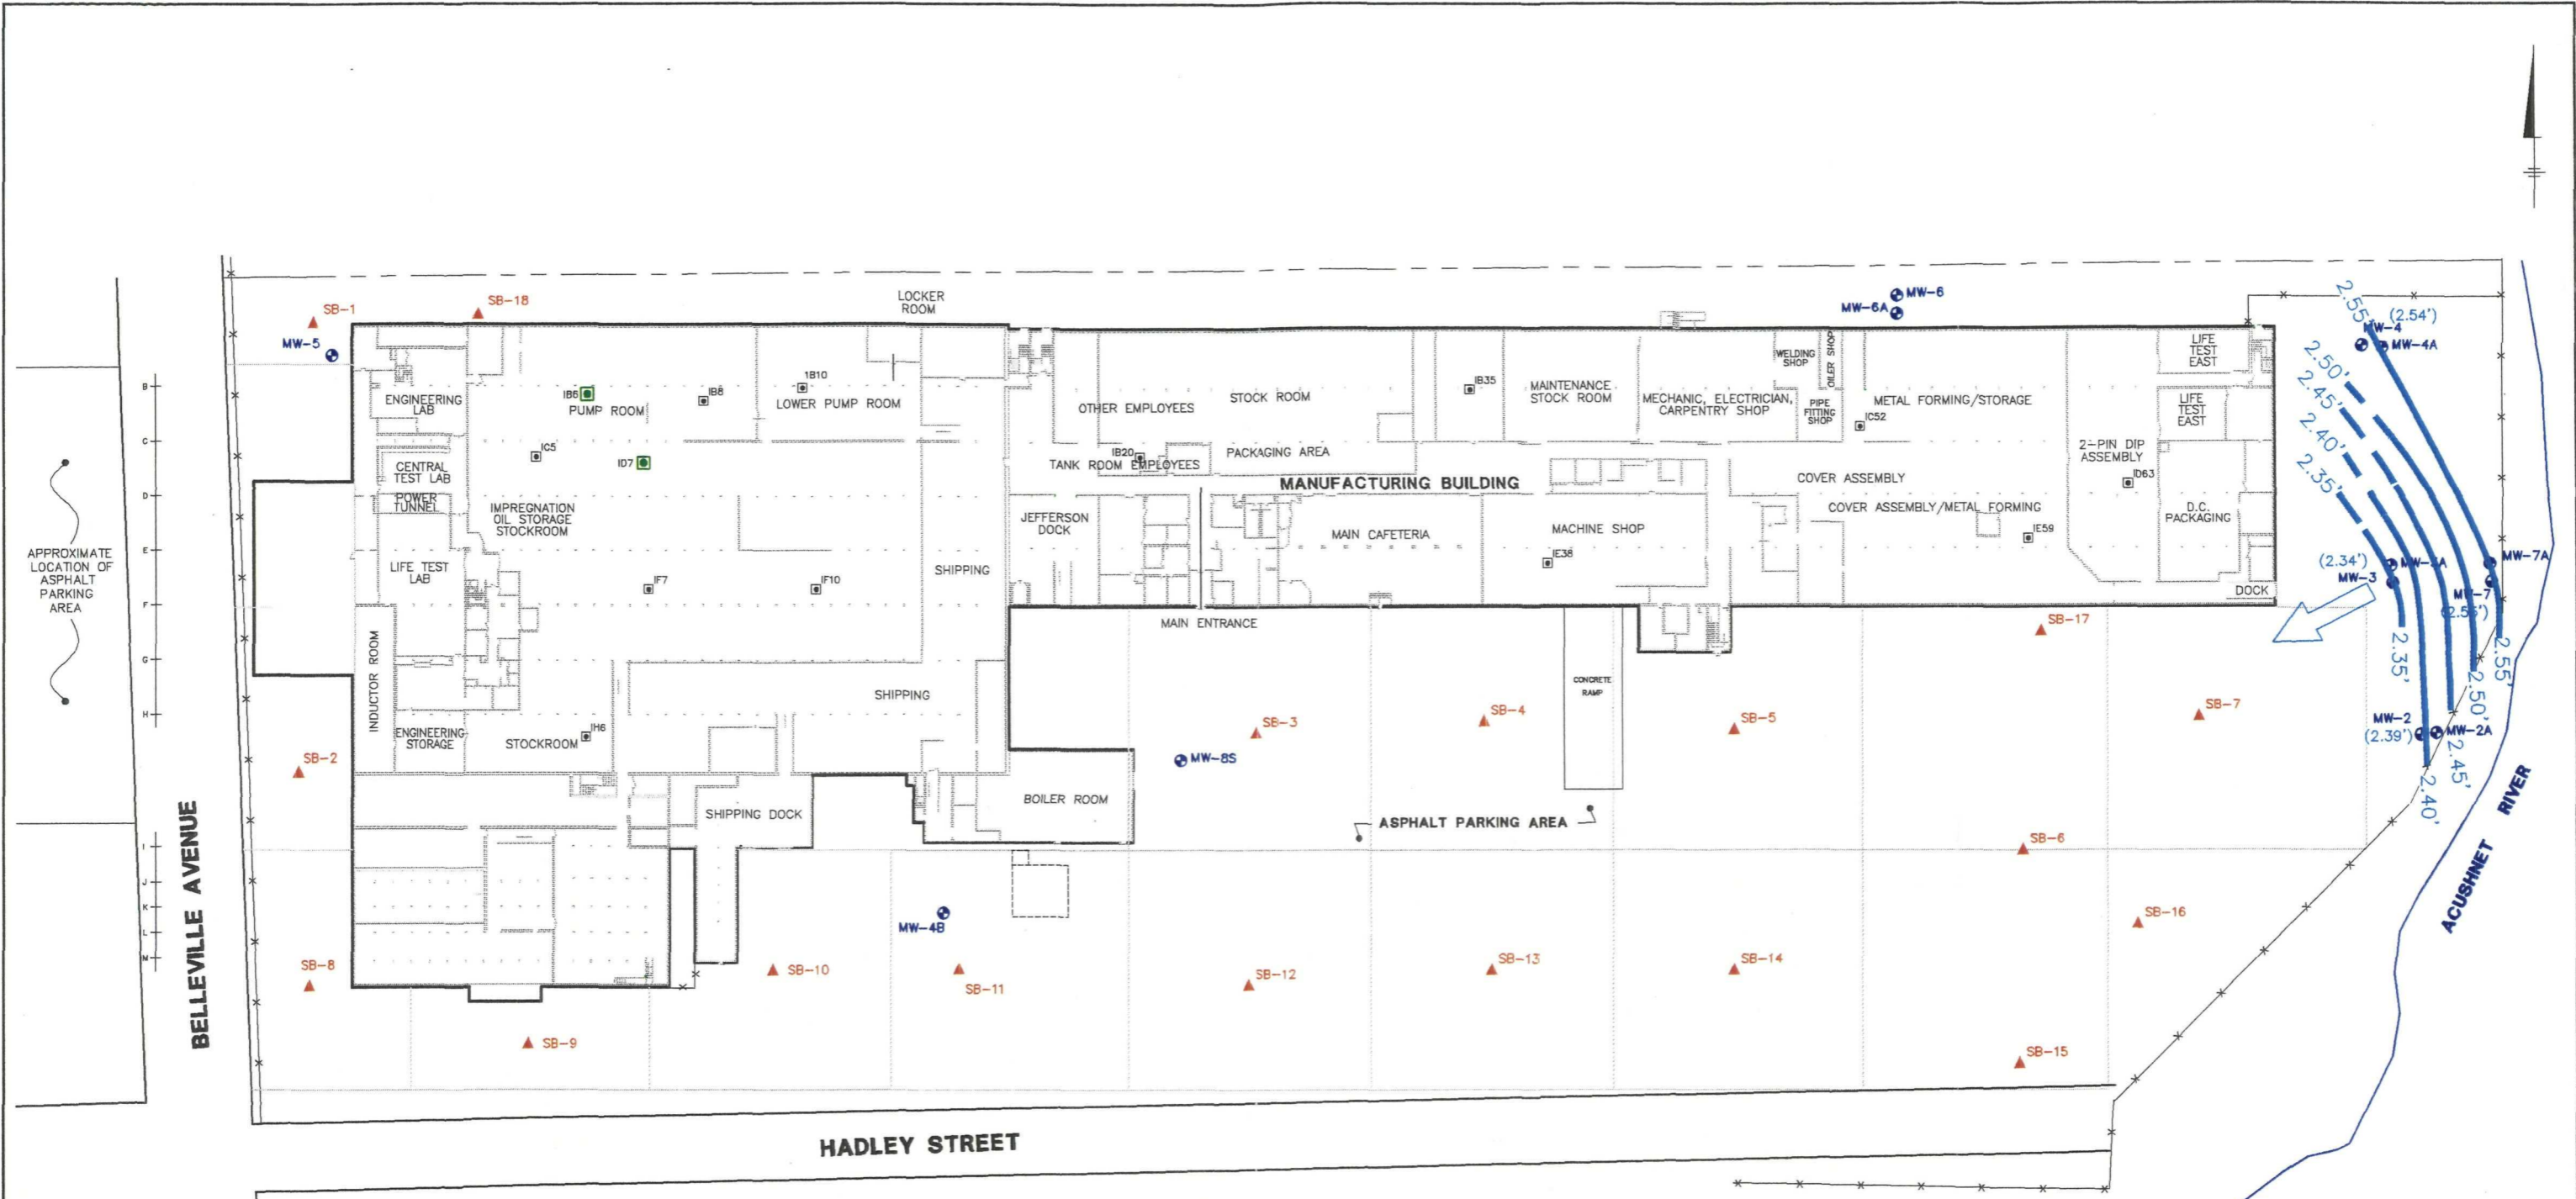 LOCKER
ROOM
SB-1
SB-18
MW-5
MW-6
MW-6A
2.55'
(2.54')
MW-4
MW-4A
2.50'
2.45'
2.40'
2.35'
B
C
D
E
F
G
H
I
J
K
L
M
ENGINEERING
LAB
IB6
PUMP ROOM
IB8
1B10
LOWER PUMP ROOM
IC5
ID7
CENTRAL
TEST LAB
POWER
TUNNEL
IMPREGNATION
OIL STORAGE
STOCKROOM
LIFE TEST
LAB
IF7
IF10
SHIPPING
INDUCTOR ROOM
SHIPPING
ENGINEERING
STORAGE
STOCKROOM
IH6
SHIPPING DOCK
BOILER ROOM
OTHER EMPLOYEES
STOCK ROOM
IB20
TANK ROOM EMPLOYEES
PACKAGING AREA
MANUFACTURING BUILDING
JEFFERSON
DOCK
MAIN CAFETERIA
MACHINE SHOP
IE38
IB35
MAINTENANCE
STOCK ROOM
MECHANIC, ELECTRICIAN,
CARPENTRY SHOP
WELDING
SHOP
OILER SHOP
PIPE
FITTING
SHOP
METAL FORMING/STORAGE
IC52
COVER ASSEMBLY
COVER ASSEMBLY/METAL FORMING
IE59
2-PIN DIP
ASSEMBLY
ID63
LIFE
TEST
EAST
LIFE
TEST
EAST
D.C.
PACKAGING
DOCK
MAIN ENTRANCE
CONCRETE
RAMP
APPROXIMATE
LOCATION OF
ASPHALT
PARKING
AREA
(2.34')
MW-3
MW-7A
MW-7
2.35'
2.55'
2.50'
MW-2
(2.39')
MW-2A
2.45'
2.40'
SB-17
SB-7
SB-3
SB-4
SB-5
MW-8S
SB-2
ASPHALT PARKING AREA
SB-6
SB-16
MW-4B
SB-8
SB-10
SB-11
SB-12
SB-13
SB-14
SB-9
SB-15
BELLEVILLE AVENUE
HADLEY STREET
ACUSHNET RIVER